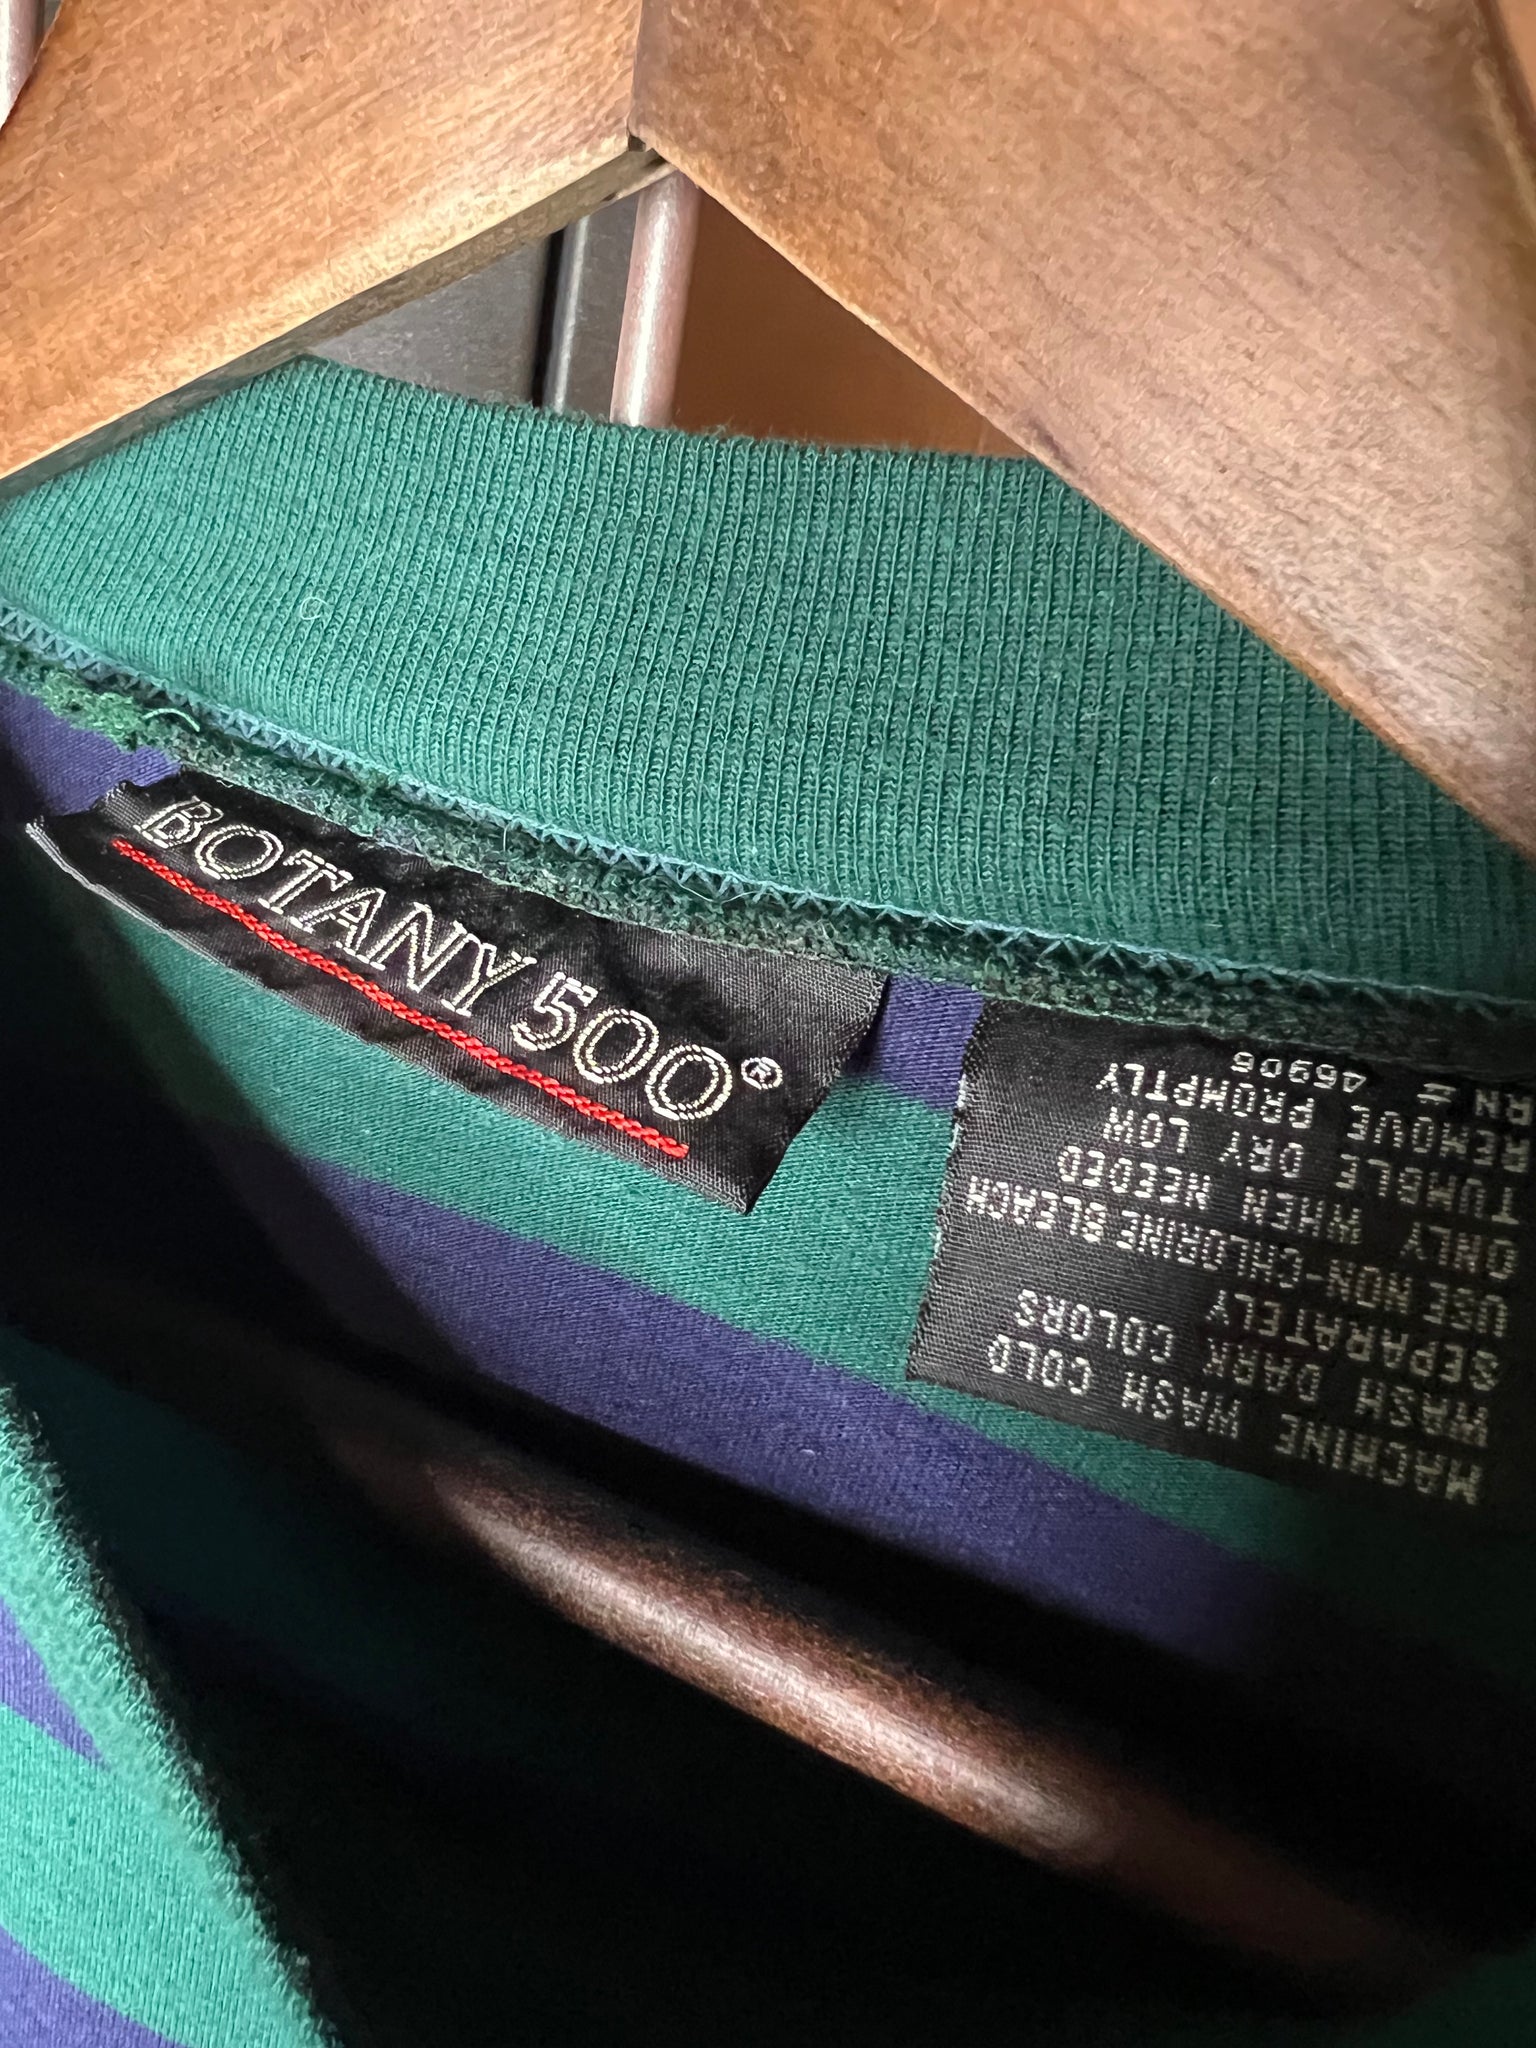 BOTANY 500®
MACHINE WASH COLD
WASH DARK COLORS
SEPARATELY
USE NON-CHLORINE BLEACH
ONLY WHEN NEEDED
TUMBLE DRY LOW
REMOVE PROMPTLY
RN = 46906